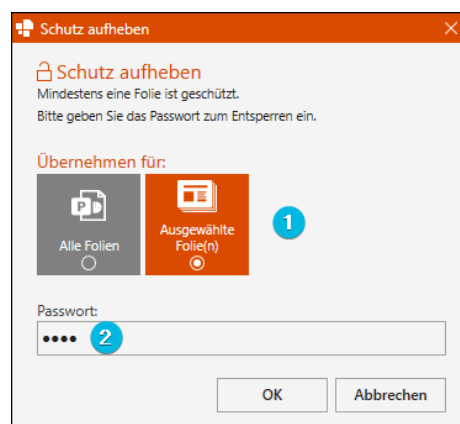 Schutz aufheben
Schutz aufheben
Mindestens eine Folie ist geschützt.
Bitte geben Sie das Passwort zum Entsperren ein.
Übernehmen für:
Alle Folien
Ausgewählte
Folie(n)
1
Passwort:
•••• 2
OK Abbrechen